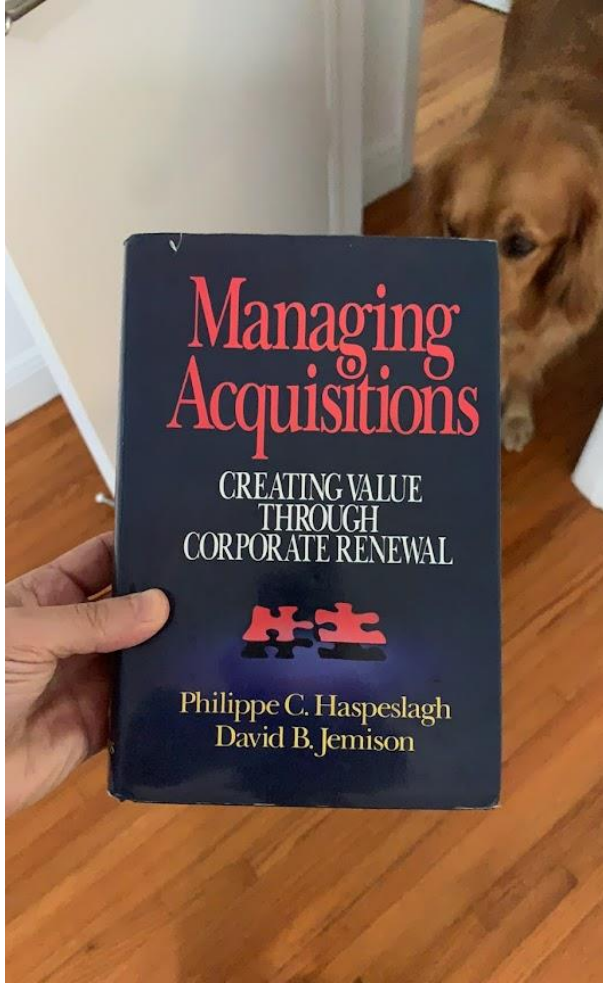 Managing
Acquisitions
CREATING VALUE
THROUGH
CORPORATE RENEWAL
Philippe C. Haspeslagh
David B. Jemison